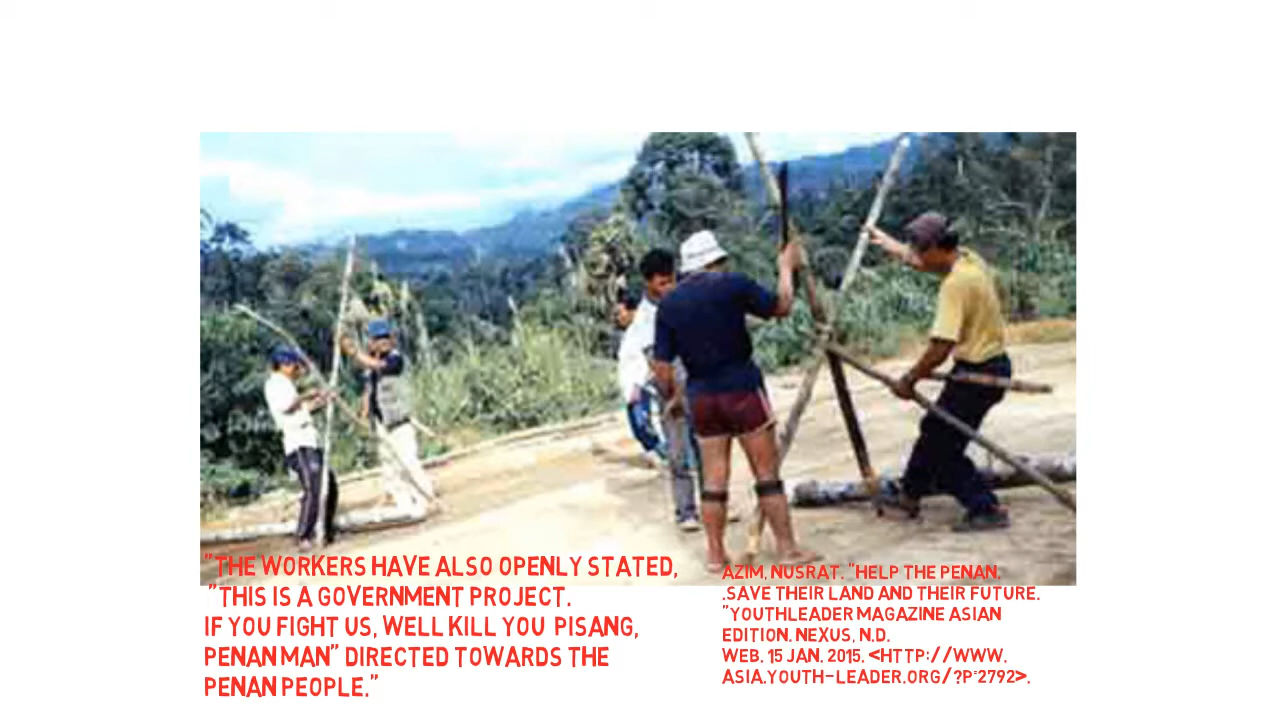 "THE WORKERS HAVE ALSO OPENLY STATED,
"THIS IS A GOVERNMENT PROJECT.
IF YOU FIGHT US, WELL KILL YOU PISANG,
PENAN MAN" DIRECTED TOWARDS THE
PENAN PEOPLE."
AZIM, NUSRAT. "HELP THE PENAN.
.SAVE THEIR LAND AND THEIR FUTURE.
"YOUTHLEADER MAGAZINE ASIAN
EDITION. NEXUS, N.D.
WEB. 15 JAN. 2015. <HTTP://WWW.
ASIA.YOUTH-LEADER.ORG/?P=2792>.